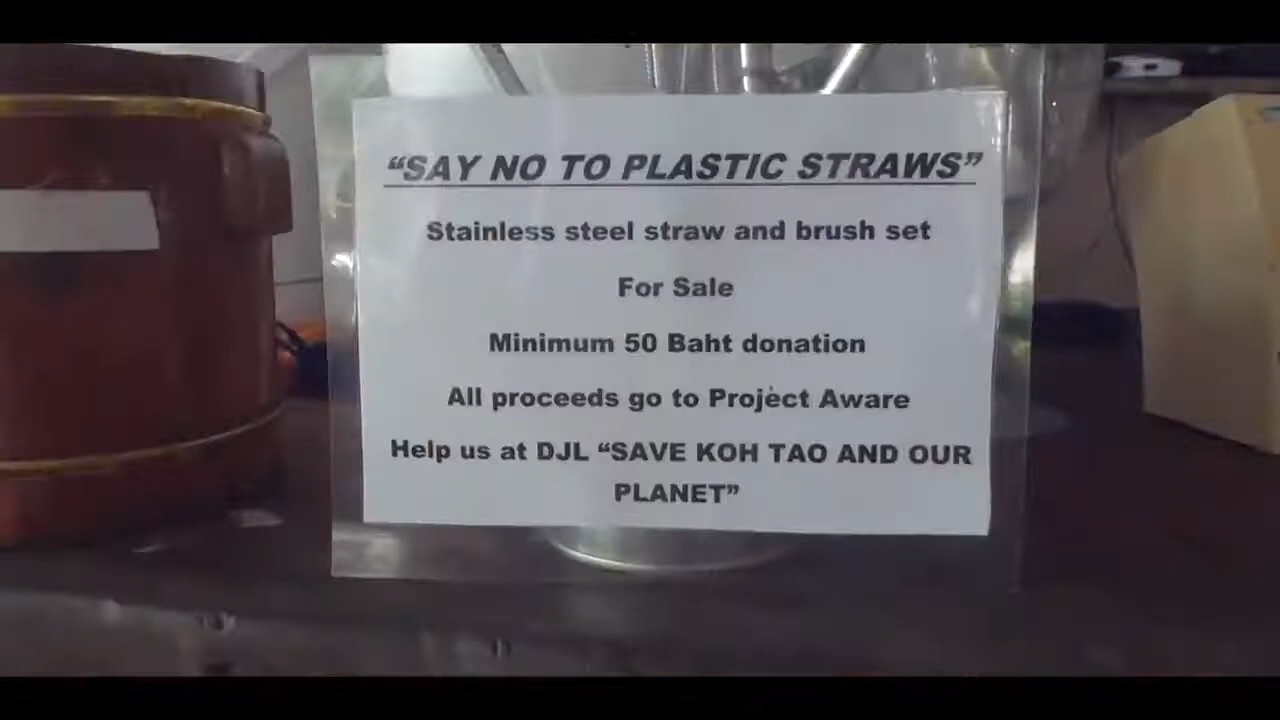 “SAY NO TO PLASTIC STRAWS”
Stainless steel straw and brush set
For Sale
Minimum 50 Baht donation
All proceeds go to Project Aware
Help us at DJL “SAVE KOH TAO AND OUR
PLANET”